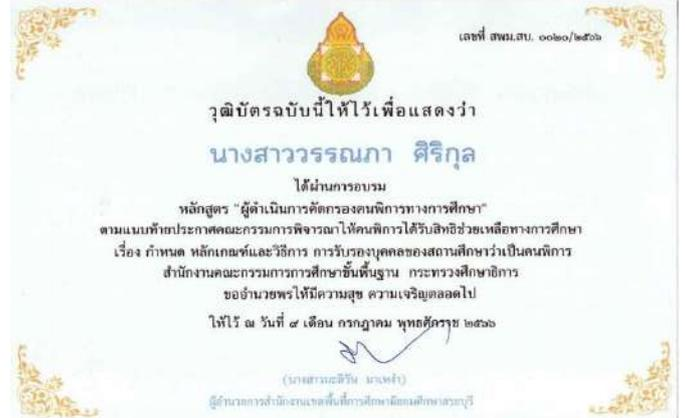 เลขที่ สพม.สบ. ๐๐๒๐/๒๕๖๖
วุฒิบัตรฉบับนี้ให้ไว้เพื่อแสดงว่า
นางสาววรรณภา ศิริกุล
ได้ผ่านการอบรม
หลักสูตร "ผู้ดำเนินการคัดกรองคนพิการทางการศึกษา"
ตามแนบท้ายประกาศคณะกรรมการพิจารณาให้คนพิการได้รับสิทธิช่วยเหลือทางการศึกษา
เรื่อง กำหนด หลักเกณฑ์และวิธีการ การรับรองบุคคลของสถานศึกษาว่าเป็นคนพิการ
สำนักงานคณะกรรมการการศึกษาขั้นพื้นฐาน กระทรวงศึกษาธิการ
ขออำนวยพรให้มีความสุข ความเจริญตลอดไป
ให้ไว้ ณ วันที่ ๙ เดือน กรกฎาคม พุทธศักราช ๒๕๖๖
ผู้อำนวยการสำนักงานเขตพื้นที่การศึกษามัธยมศึกษาสระบุรี